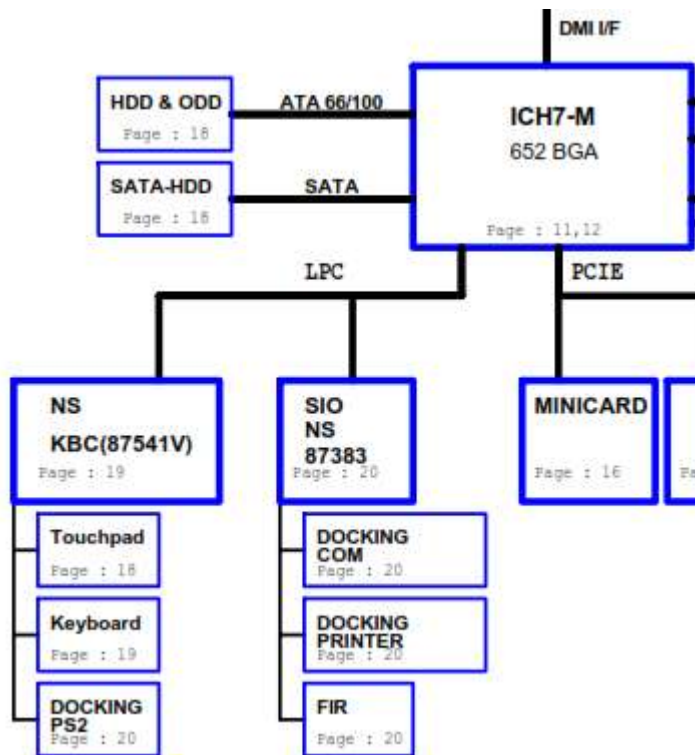 DMI I/F
HDD & ODD
Page : 18
ATA 66/100
ICH7-M
652 BGA
Page : 11,12
SATA-HDD
Page : 18
SATA
LPC
PCIE
NS
KBC(87541V)
Page : 19
SIO
NS
87383
Page : 20
MINICARD
Page : 16
Touchpad
Page : 18
Keyboard
Page : 19
DOCKING
PS2
Page : 20
DOCKING
COM
Page : 20
DOCKING
PRINTER
Page : 20
FIR
Page : 20